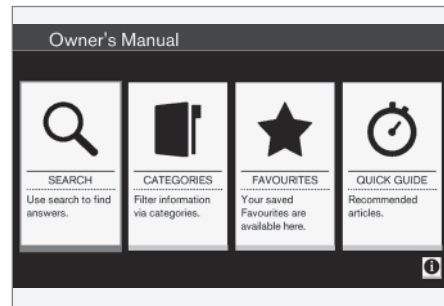 Owner's Manual
SEARCH
Use search to find
answers.
CATEGORIES
Filter information
via categories.
FAVOURITES
Your saved
Favourites are
available here.
QUICK GUIDE
Recommended
articles.